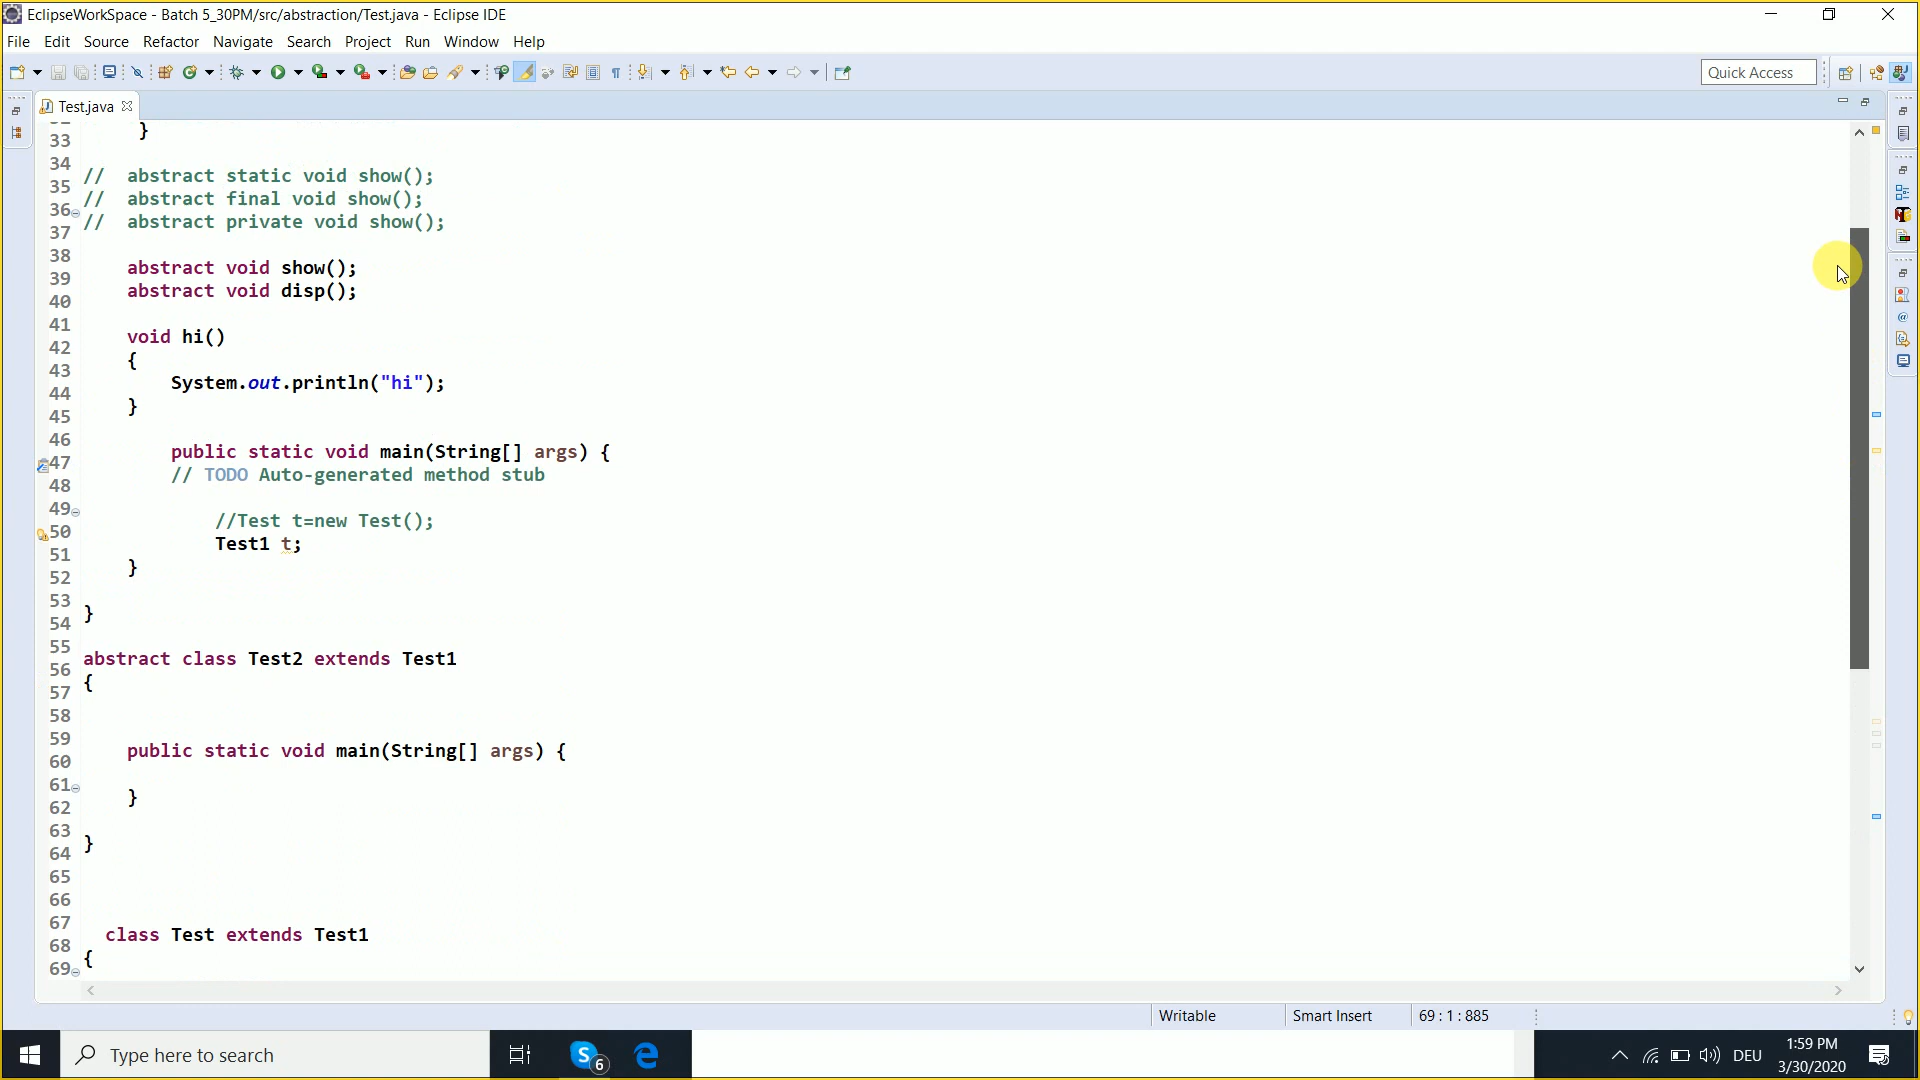 EclipseWorkSpace - Batch 5_30PM/src/abstraction/Test.java - Eclipse IDE
File Edit Source Refactor Navigate Search Project Run Window Help
Quick Access
Test.java
33 }
34
35 // abstract static void show();
36 // abstract final void show();
37 // abstract private void show();
38
39 abstract void show();
40 abstract void disp();
41
42 void hi()
43 {
44 System.out.println("hi");
45 }
46
47 public static void main(String[] args) {
48 // TODO Auto-generated method stub
49
50 //Test t=new Test();
51 Test1 t;
52 }
53
54 }
55
56 abstract class Test2 extends Test1
57 {
58
59
60 public static void main(String[] args) {
61
62 }
63
64 }
65
66
67
68 class Test extends Test1
69 {
Writable Smart Insert 69 : 1 : 885
Type here to search
S 6
DEU
1:59 PM
3/30/2020